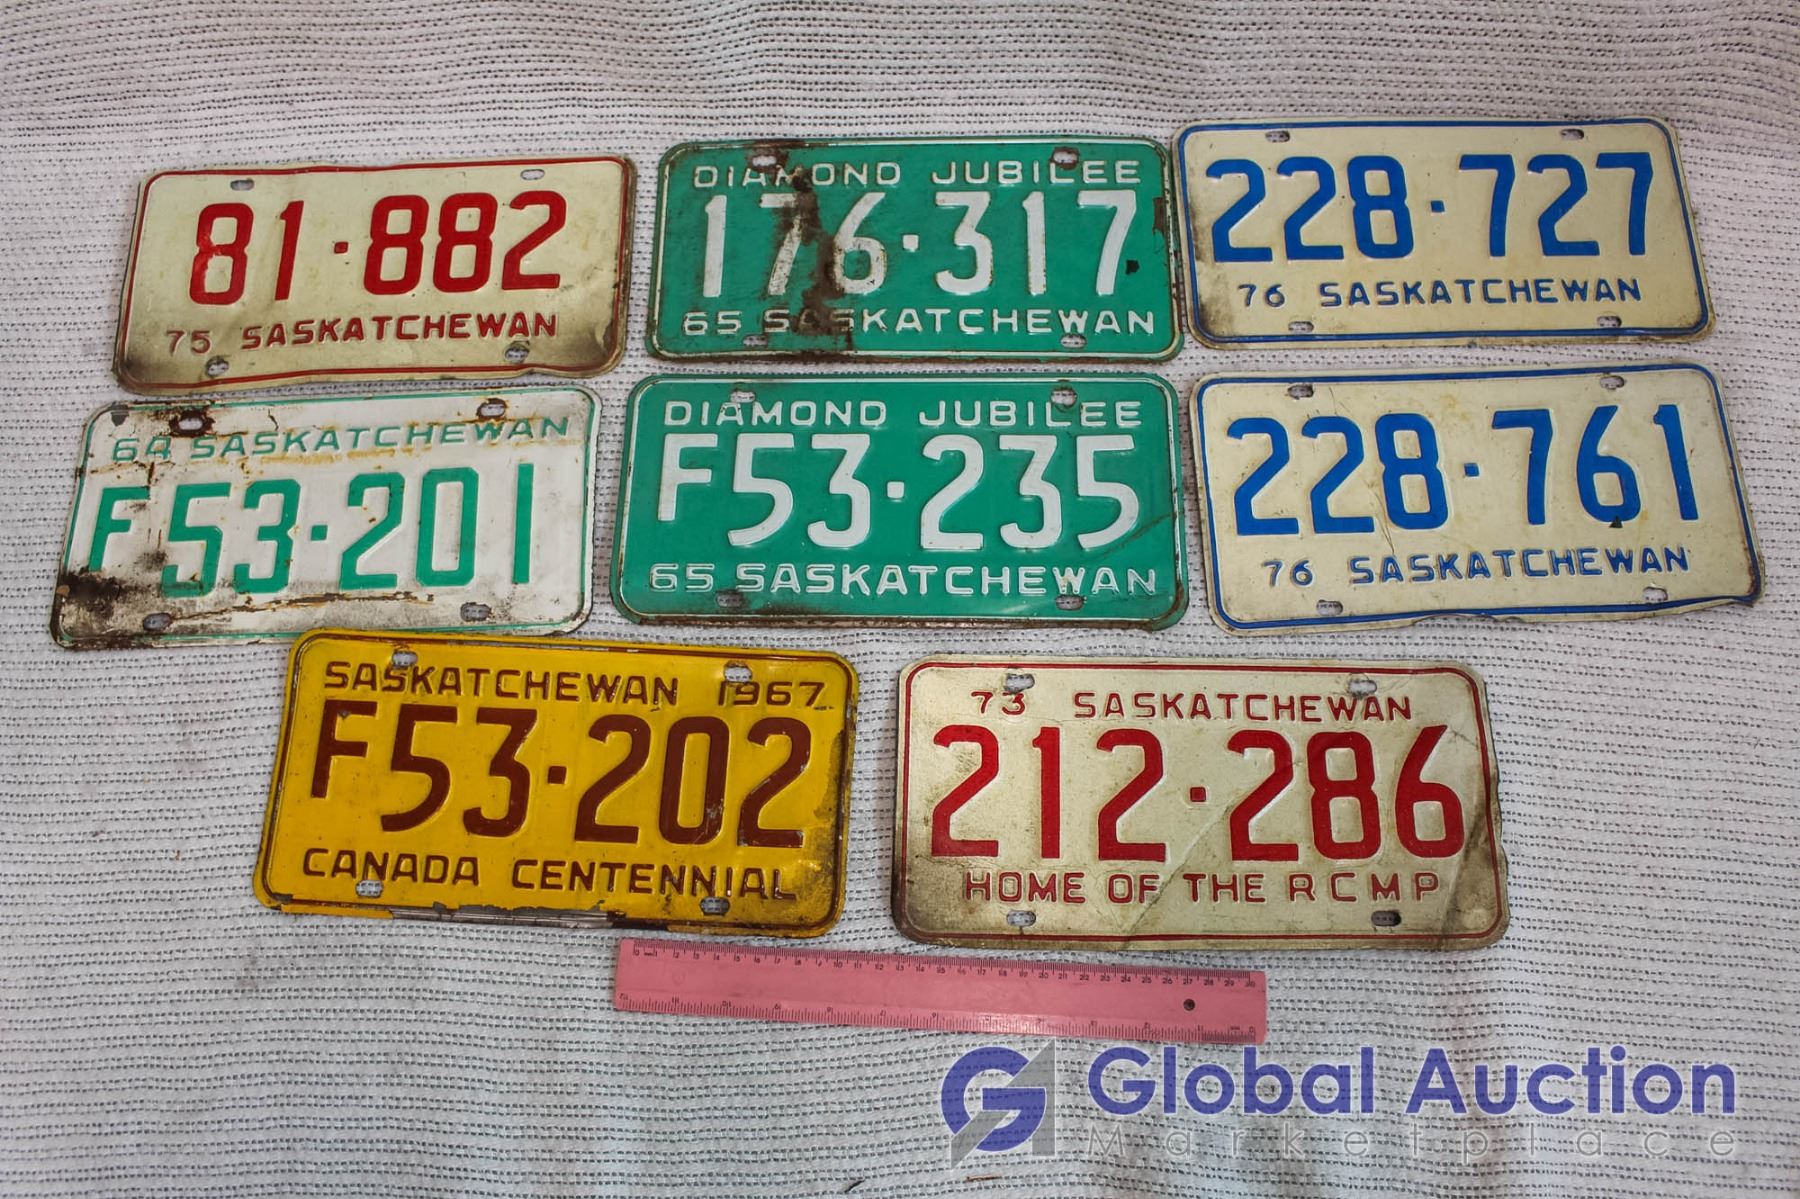 81·882
75 SASKATCHEWAN
DIAMOND JUBILEE
176·317
65 SASKATCHEWAN
228·727
76 SASKATCHEWAN
64 SASKATCHEWAN
F53·201
DIAMOND JUBILEE
F53·235
65 SASKATCHEWAN
228·761
76 SASKATCHEWAN
SASKATCHEWAN 1967
F53·202
CANADA CENTENNIAL
73 SASKATCHEWAN
212·286
HOME OF THE RCMP
Global Auction
Marketplace